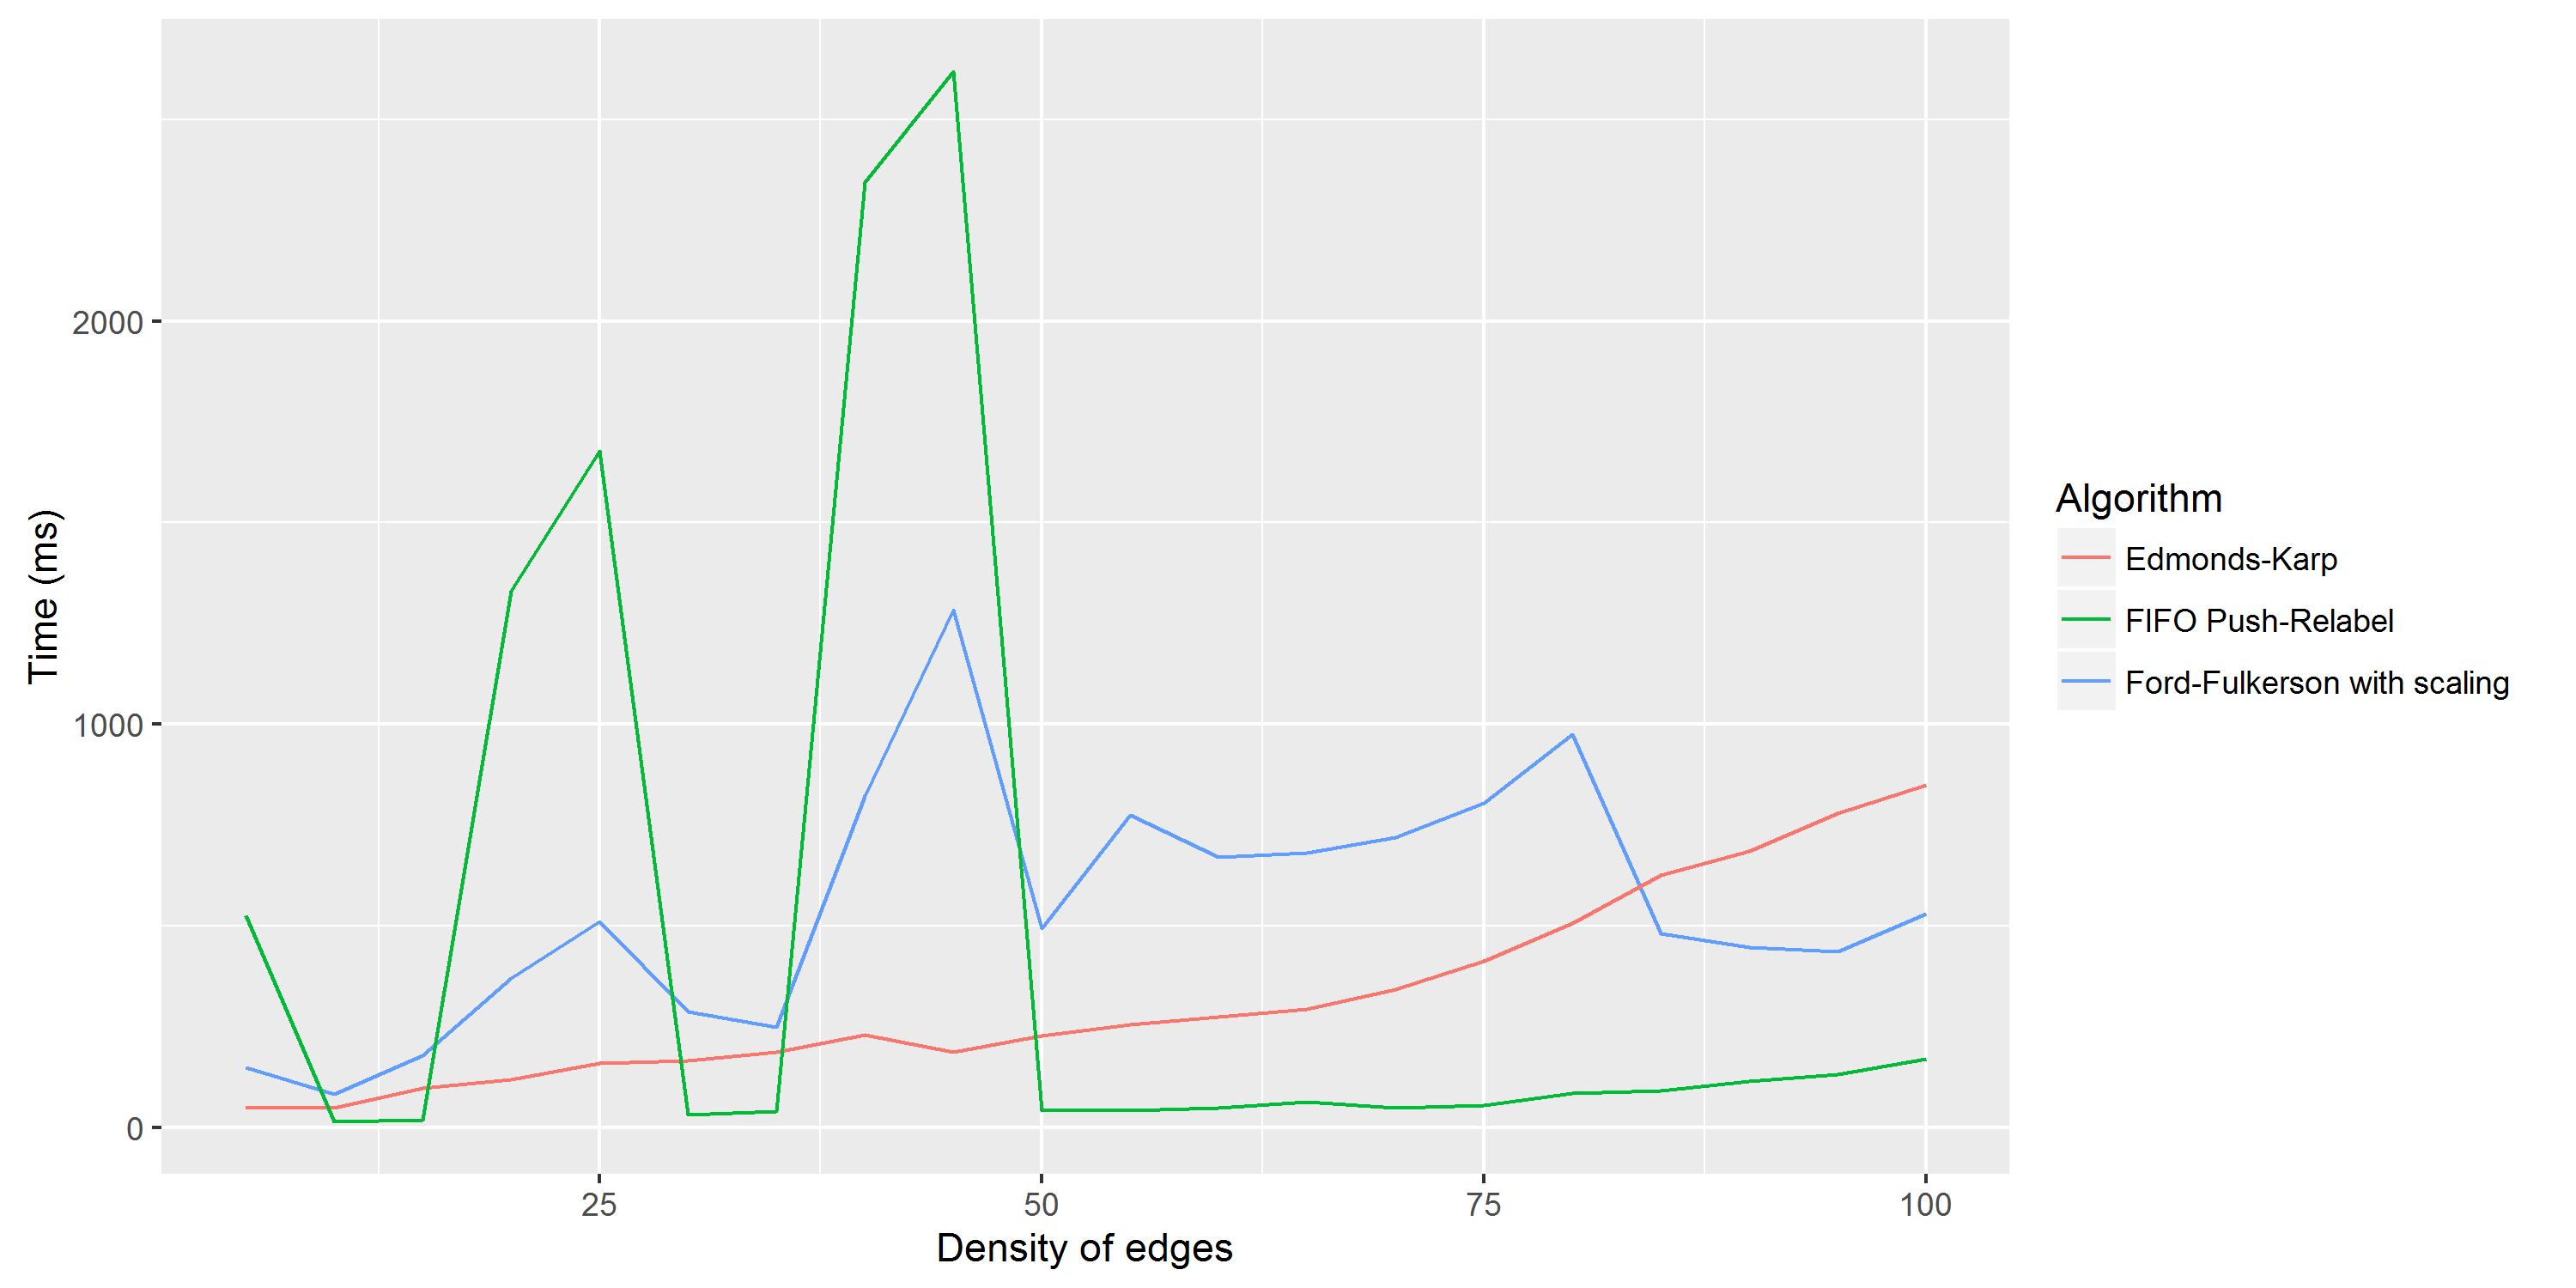 Time (ms)
2000
1000
0
25
50
75
100
Density of edges
Algorithm
Edmonds-Karp
FIFO Push-Relabel
Ford-Fulkerson with scaling